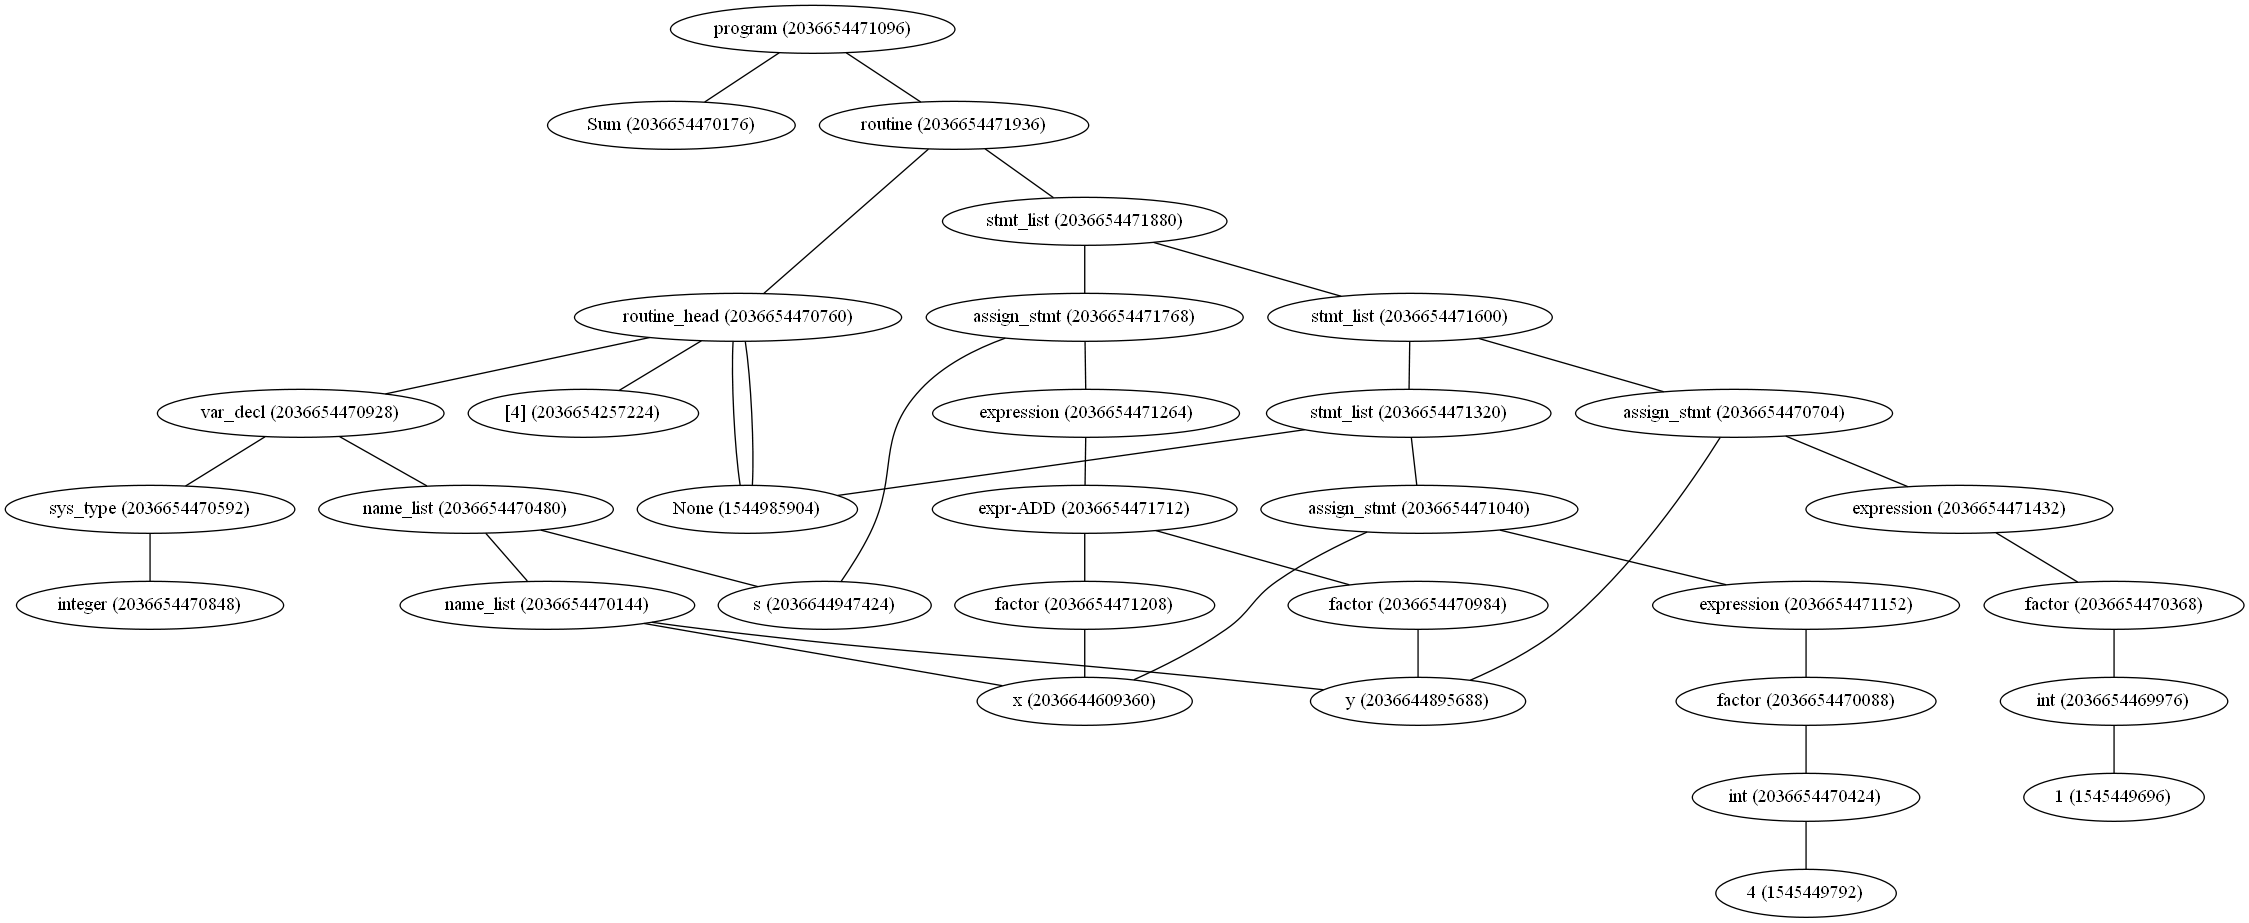 program (2036654471096)
Sum (2036654470176)
routine (2036654471936)
stmt_list (2036654471880)
routine_head (2036654470760)
assign_stmt (2036654471768)
stmt_list (2036654471600)
var_decl (2036654470928)
[4] (2036654257224)
expression (2036654471264)
stmt_list (2036654471320)
assign_stmt (2036654470704)
sys_type (2036654470592)
name_list (2036654470480)
None (1544985904)
expr-ADD (2036654471712)
assign_stmt (2036654471040)
expression (2036654471432)
integer (2036654470848)
name_list (2036654470144)
s (2036644947424)
factor (2036654471208)
factor (2036654470984)
expression (2036654471152)
factor (2036654470368)
x (2036644609360)
y (2036644895688)
factor (2036654470088)
int (2036654469976)
int (2036654470424)
1 (1545449696)
4 (1545449792)